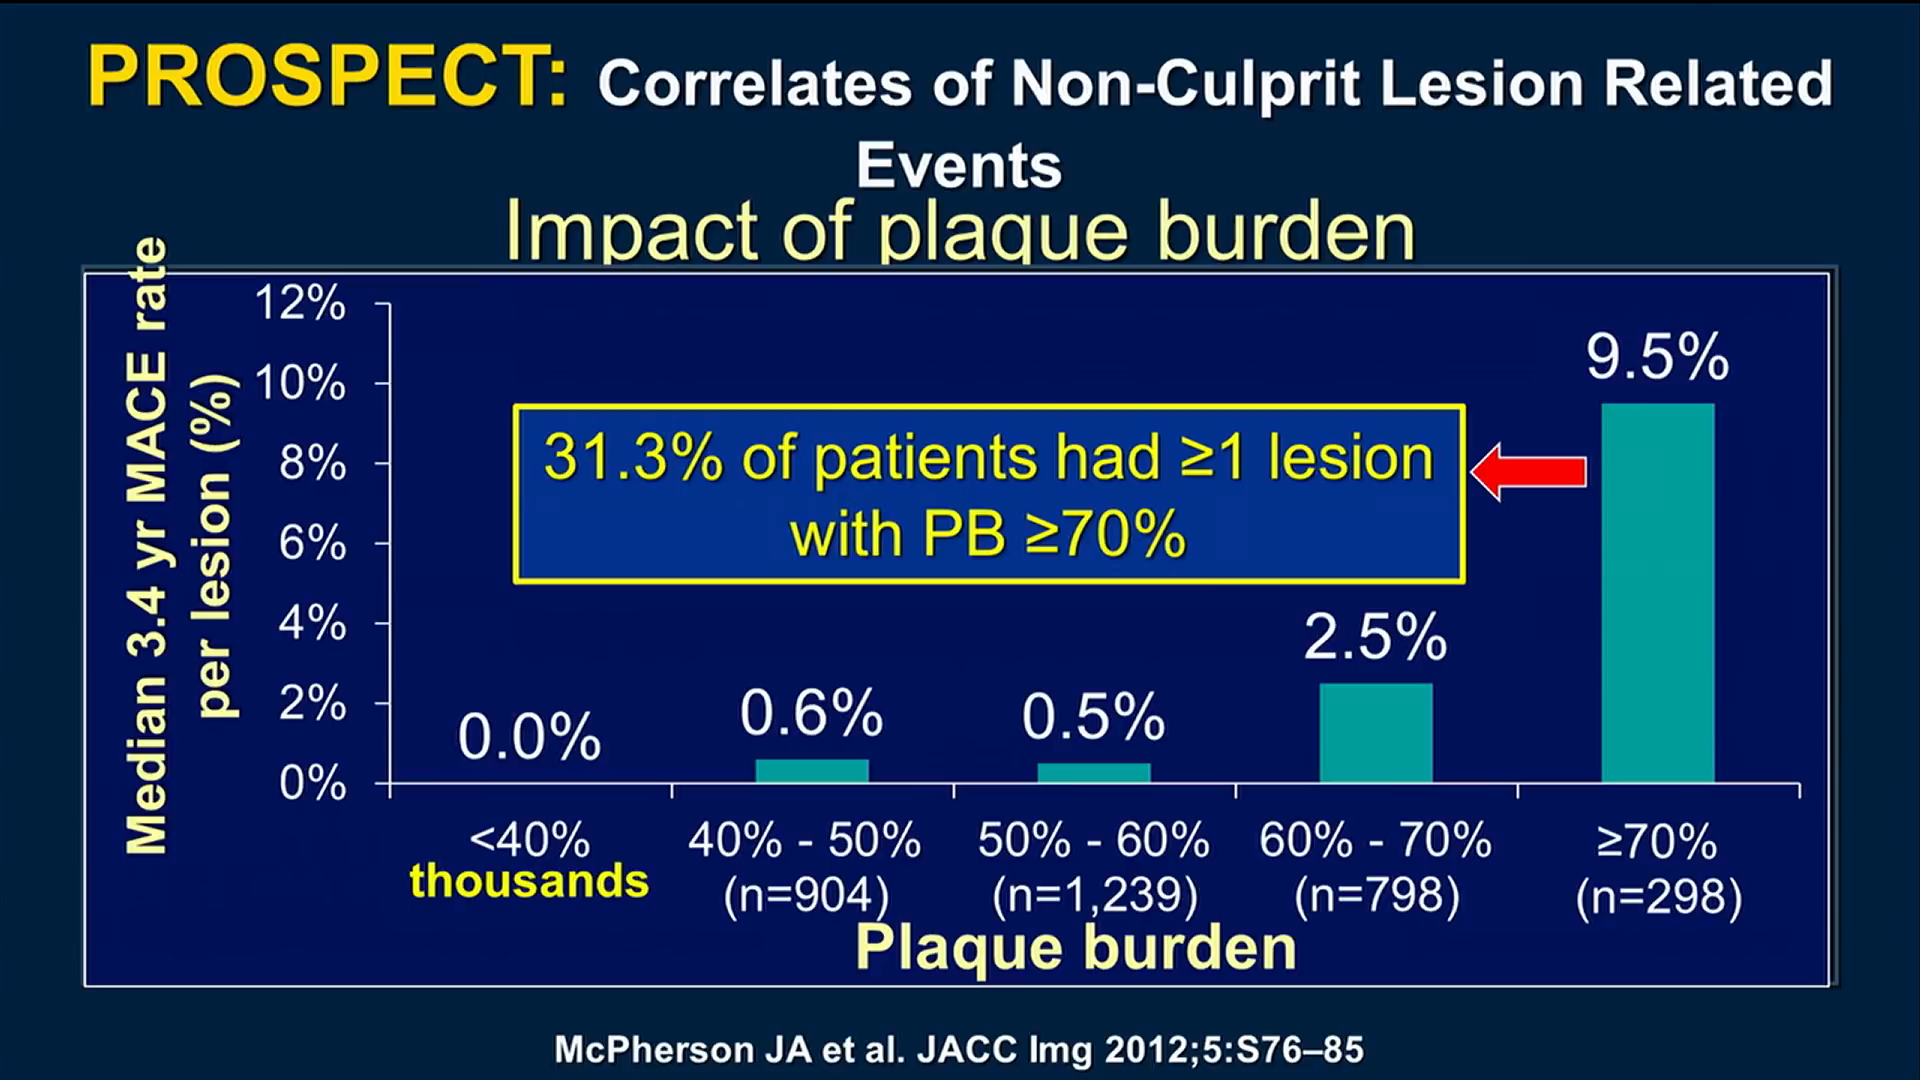 PROSPECT: Correlates of Non-Culprit Lesion Related
Events
Impact of plaque burden
Median 3.4 yr MACE rate
per lesion (%)
12%
10%
8%
6%
4%
2%
0%
0.0%
0.6%
0.5%
2.5%
9.5%
31.3% of patients had ≥1 lesion
with PB ≥70%
<40%
thousands
40% - 50%
(n=904)
50% - 60%
(n=1,239)
60% - 70%
(n=798)
≥70%
(n=298)
Plaque burden
McPherson JA et al. JACC Img 2012;5:S76–85